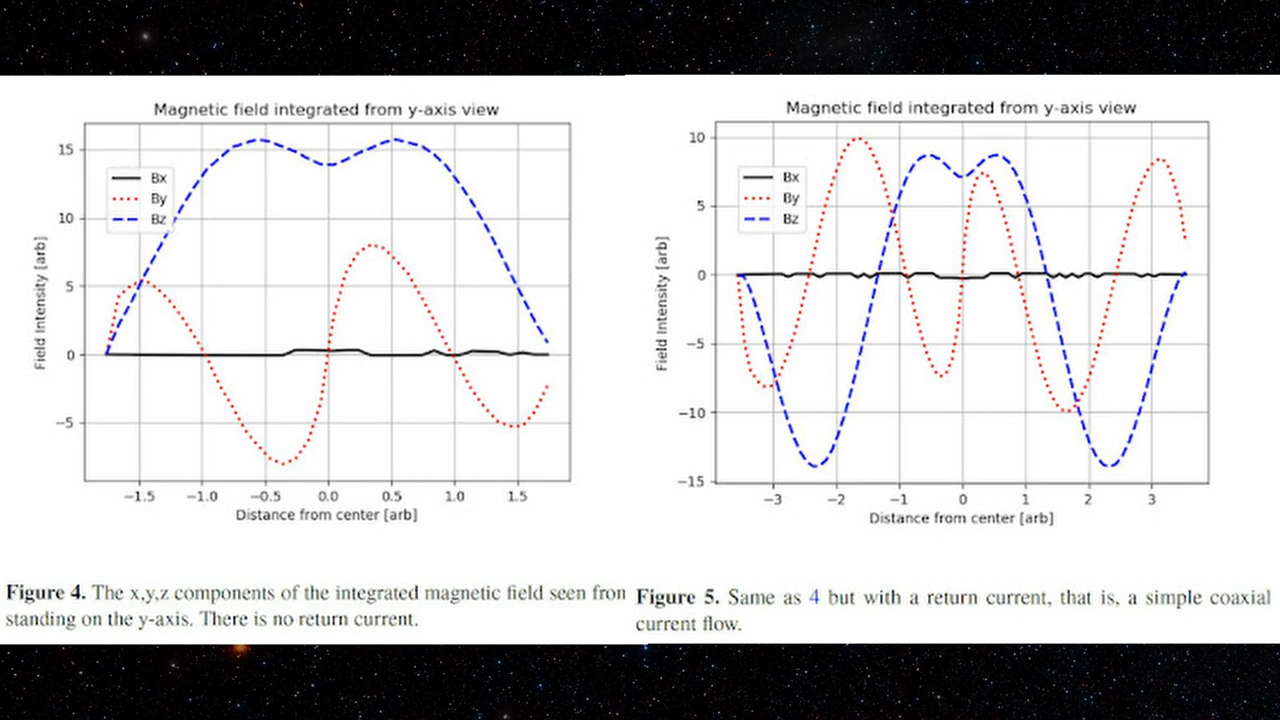 Magnetic field integrated from y-axis view
Field Intensity [arb]
15
10
5
0
−5
Bx
By
Bz
−1.5 −1.0 −0.5 0.0 0.5 1.0 1.5
Distance from center [arb]
Figure 4. The x,y,z components of the integrated magnetic field seen from
standing on the y-axis. There is no return current.
Magnetic field integrated from y-axis view
Field Intensity [arb]
10
5
0
−5
−10
−15
Bx
By
Bz
−3 −2 −1 0 1 2 3
Distance from center [arb]
Figure 5. Same as 4 but with a return current, that is, a simple coaxial
current flow.